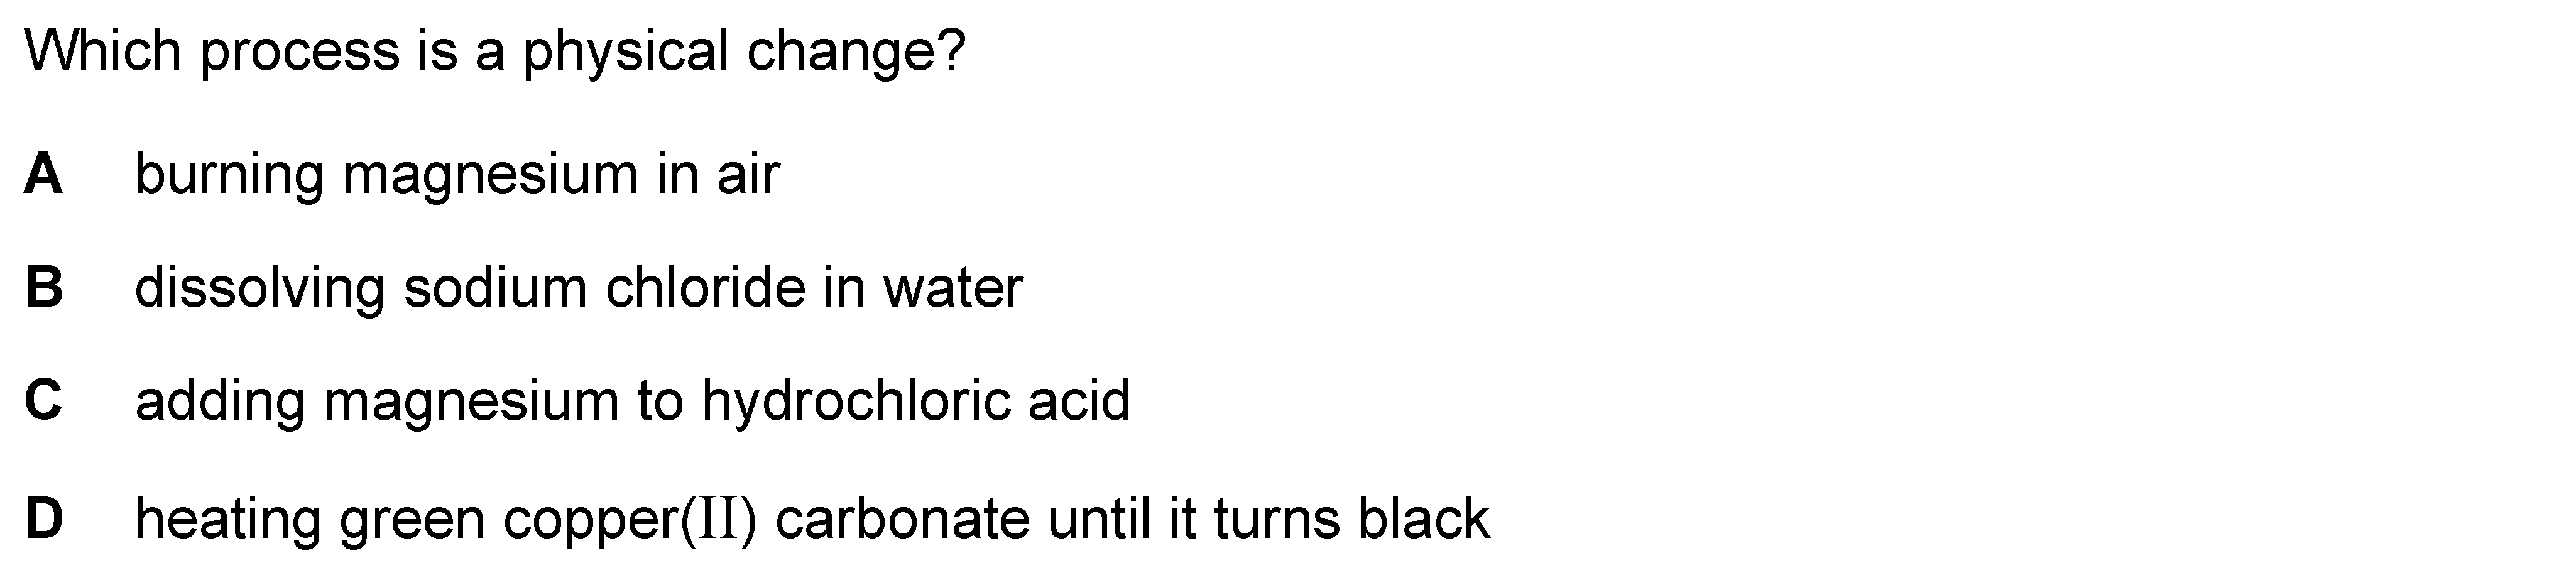 Which process is a physical change?
A burning magnesium in air
B dissolving sodium chloride in water
C adding magnesium to hydrochloric acid
D heating green copper(II) carbonate until it turns black